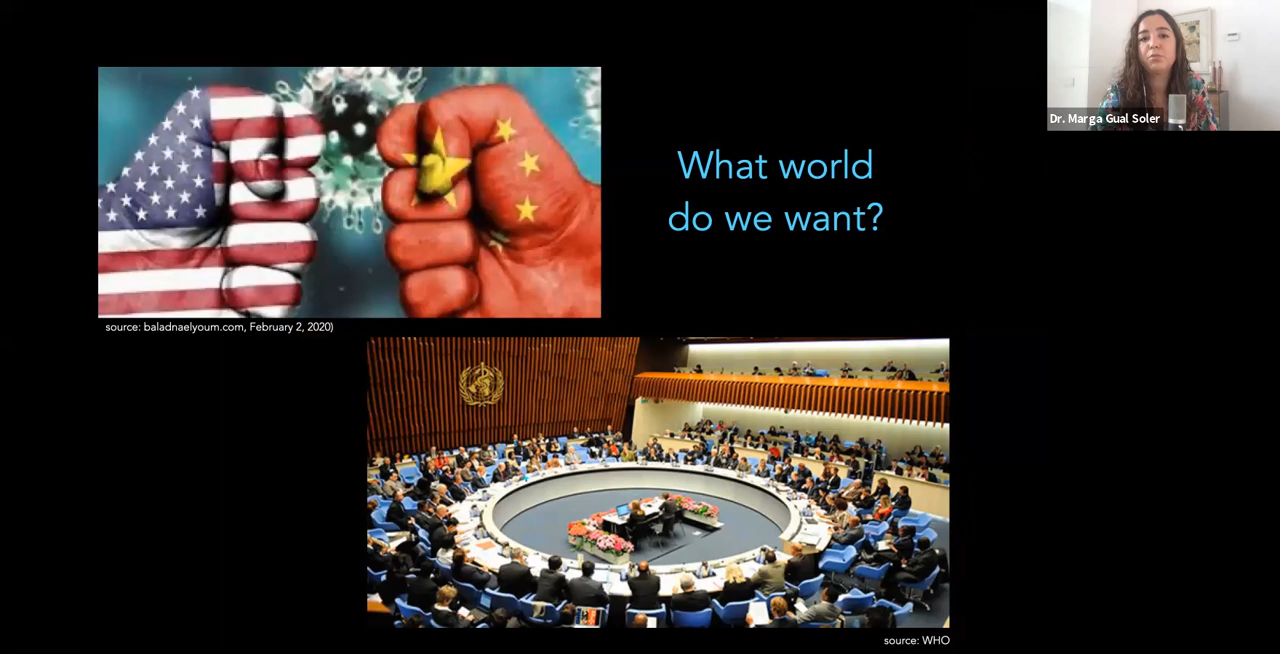 Dr. Marga Gual Soler
What world
do we want?
source: baladnaelyoum.com, February 2, 2020)
source: WHO